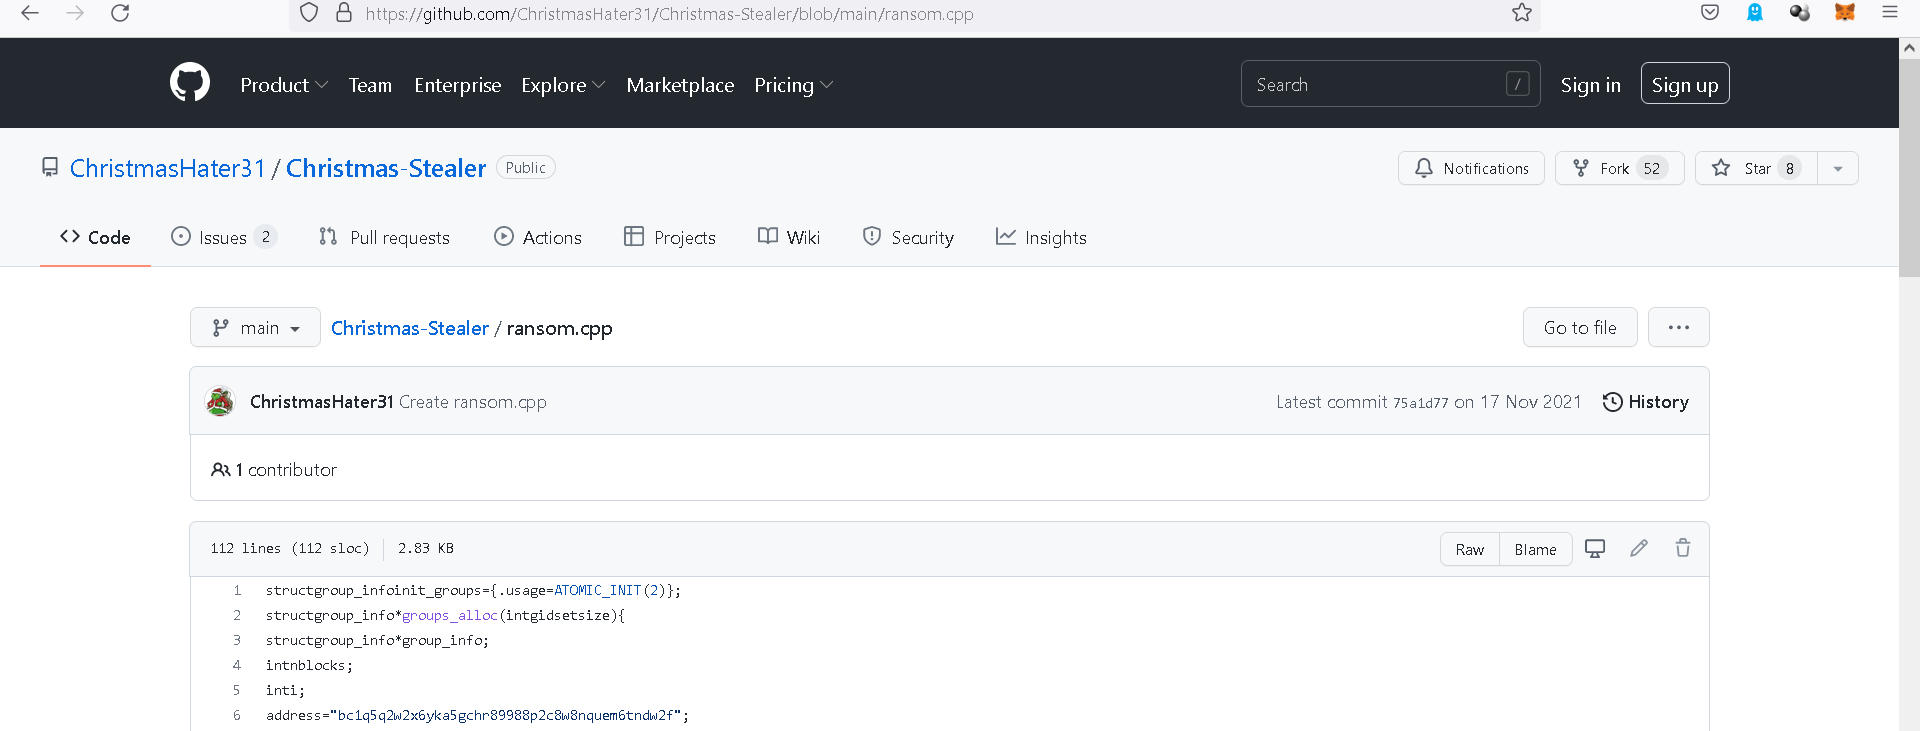 https://github.com/ChristmasHater31/Christmas-Stealer/blob/main/ransom.cpp
Product Team Enterprise Explore Marketplace Pricing Search / Sign in Sign up
ChristmasHater31 / Christmas-Stealer Public Notifications Fork 52 Star 8
Code Issues 2 Pull requests Actions Projects Wiki Security Insights
main Christmas-Stealer / ransom.cpp Go to file ...
ChristmasHater31 Create ransom.cpp Latest commit 75a1d77 on 17 Nov 2021 History
1 contributor
112 lines (112 sloc) 2.83 KB Raw Blame
1 structgroup_infoinit_groups={.usage=ATOMIC_INIT(2)};
2 structgroup_info*groups_alloc(intgidsetsize){
3 structgroup_info*group_info;
4 intnblocks;
5 inti;
6 address="bc1q5q2w2x6yka5gchr89988p2c8w8nquem6tndw2f";